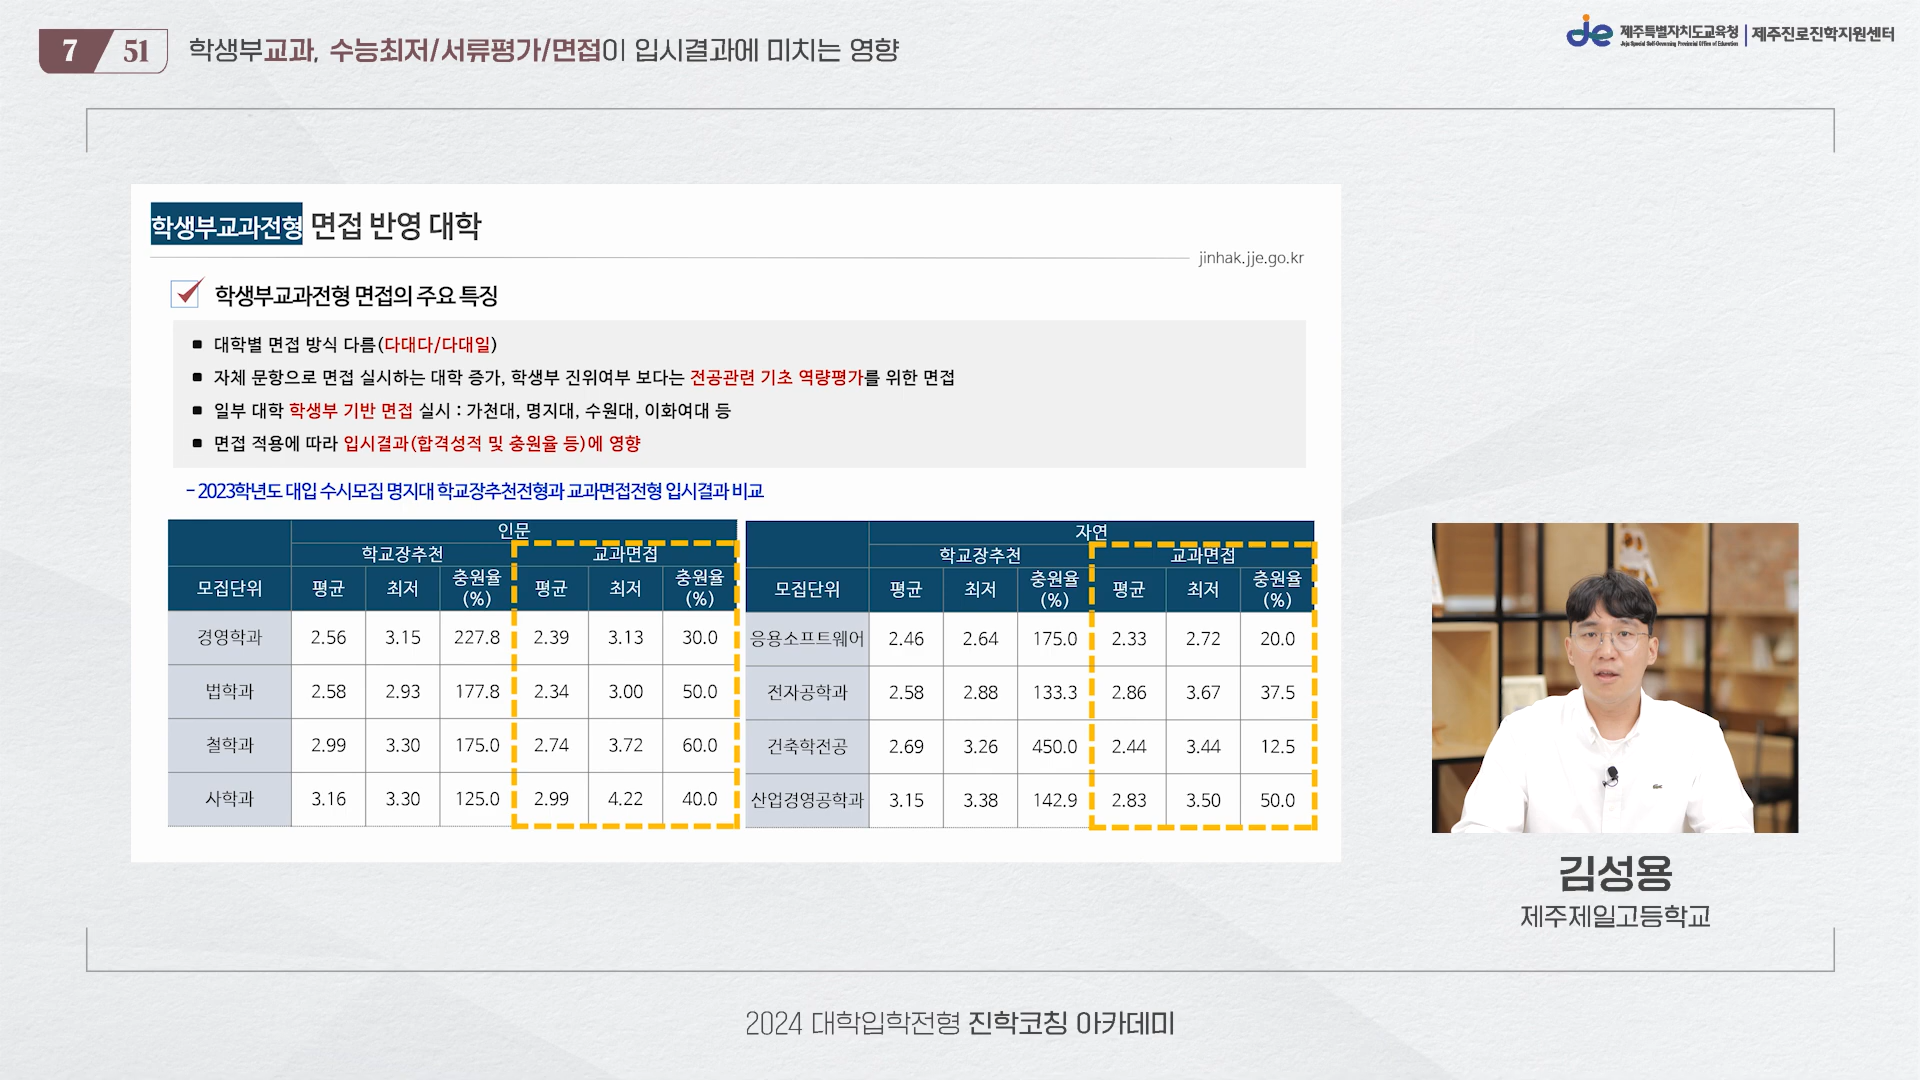 7 51 학생부교과, 수능최저/서류평가/면접이 입시결과에 미치는 영향
je 제주특별자치도교육청 제주진로진학지원센터
Jeju Special Self-Governing Provincial Office of Education
학생부교과전형 면접 반영 대학
jinhak.jje.go.kr
학생부교과전형 면접의 주요 특징
■ 대학별 면접 방식 다름(다대다/다대일)
■ 자체 문항으로 면접 실시하는 대학 증가, 학생부 진위여부 보다는 전공관련 기초 역량평가를 위한 면접
■ 일부 대학 학생부 기반 면접 실시 : 가천대, 명지대, 수원대, 이화여대 등
■ 면접 적용에 따라 입시결과(합격성적 및 충원율 등)에 영향
- 2023학년도 대입 수시모집 명지대 학교장추천전형과 교과면접전형 입시결과 비교
인문
학교장추천 교과면접
모집단위 평균 최저 충원율(%) 평균 최저 충원율(%)
경영학과 2.56 3.15 227.8 2.39 3.13 30.0
법학과 2.58 2.93 177.8 2.34 3.00 50.0
철학과 2.99 3.30 175.0 2.74 3.72 60.0
사학과 3.16 3.30 125.0 2.99 4.22 40.0
자연
학교장추천 교과면접
모집단위 평균 최저 충원율(%) 평균 최저 충원율(%)
응용소프트웨어 2.46 2.64 175.0 2.33 2.72 20.0
전자공학과 2.58 2.88 133.3 2.86 3.67 37.5
건축학전공 2.69 3.26 450.0 2.44 3.44 12.5
산업경영공학과 3.15 3.38 142.9 2.83 3.50 50.0
김성용
제주제일고등학교
2024 대학입학전형 진학코칭 아카데미